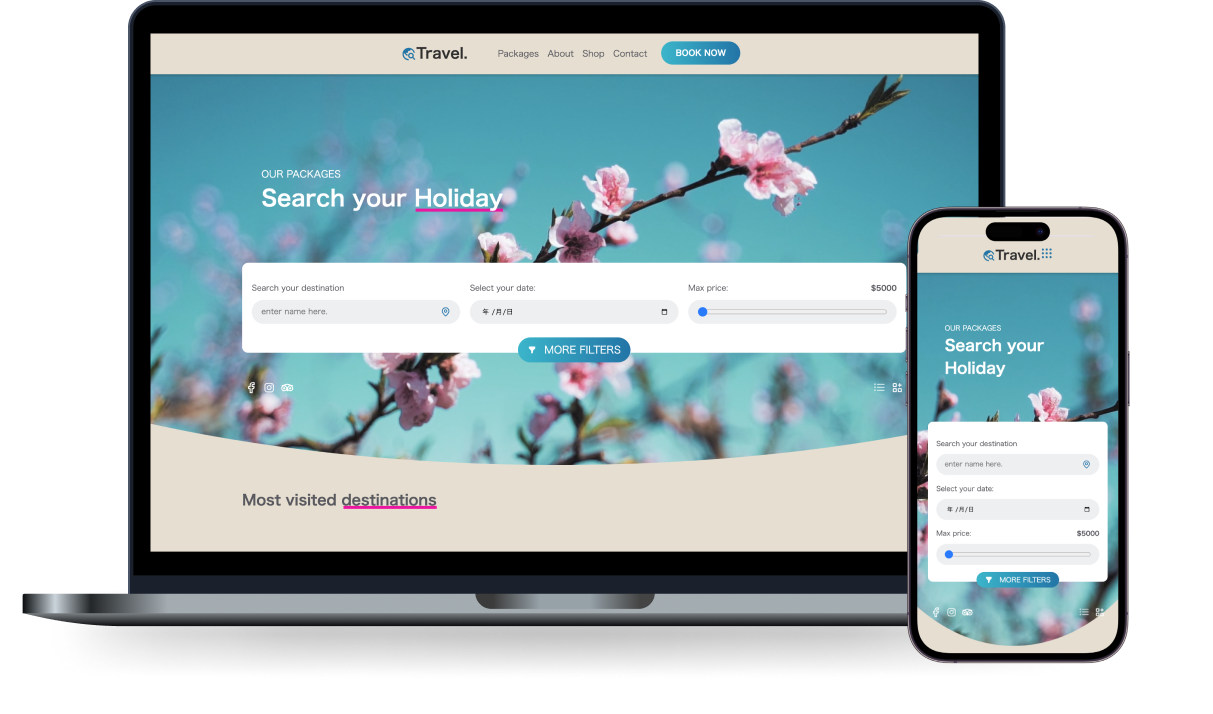 Travel.
Packages About Shop Contact BOOK NOW
OUR PACKAGES
Search your Holiday
Search your destination
enter name here.
Select your date:
年 /月/日
Max price: $5000
MORE FILTERS
Most visited destinations
Travel.
OUR PACKAGES
Search your
Holiday
Search your destination
enter name here.
Select your date:
年 /月/日
Max price: $5000
MORE FILTERS